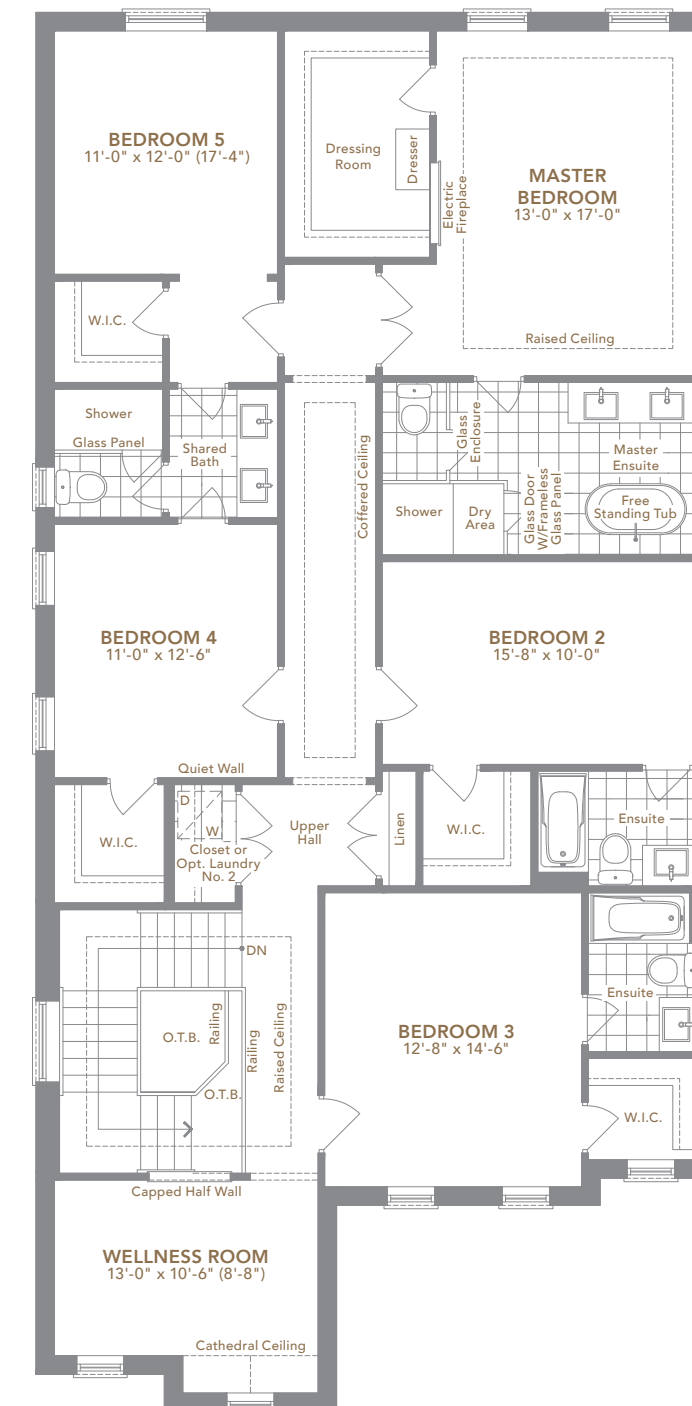 BEDROOM 5
11'-0" x 12'-0" (17'-4")
Dressing
Room
Dresser
Electric
Fireplace
MASTER
BEDROOM
13'-0" x 17'-0"
Raised Ceiling
W.I.C.
Shower
Glass Panel
Shared
Bath
Coffered Ceiling
Glass
Enclosure
Master
Ensuite
Shower
Dry
Area
Glass Door
W/Frameless
Glass Panel
Free
Standing Tub
BEDROOM 4
11'-0" x 12'-6"
BEDROOM 2
15'-8" x 10'-0"
Quiet Wall
W.I.C.
D
W
Closet or
Opt. Laundry
No. 2
Upper
Hall
Linen
W.I.C.
Ensuite
DN
O.T.B.
Railing
Railing
Raised Ceiling
O.T.B.
BEDROOM 3
12'-8" x 14'-6"
Ensuite
W.I.C.
Capped Half Wall
WELLNESS ROOM
13'-0" x 10'-6" (8'-8")
Cathedral Ceiling